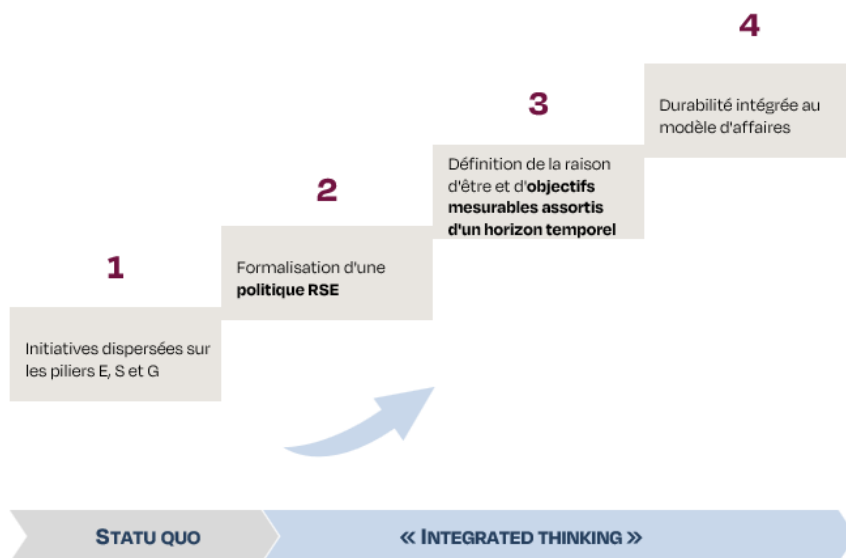 4
Durabilité intégrée au
modèle d'affaires
3
Définition de la raison
d'être et d'objectifs
mesurables assortis
d'un horizon temporel
2
Formalisation d'une
politique RSE
1
Initiatives dispersées sur
les piliers E, S et G
STATU QUO
« INTEGRATED THINKING »